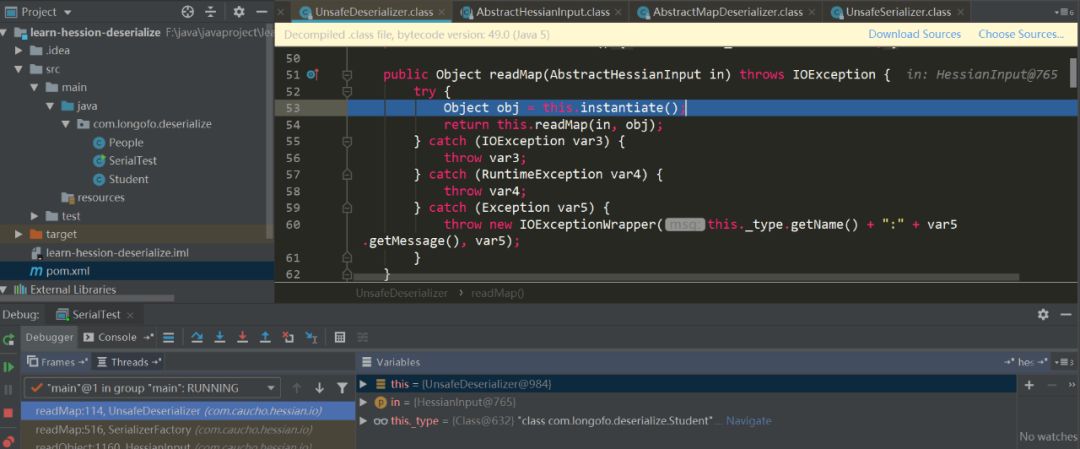 Project
UnsafeDeserializer.class
AbstractHessianInput.class
AbstractMapDeserializer.class
UnsafeSerializer.class
6
Decompiled .class file, bytecode version: 49.0 (Java 5)
Download Sources
Choose Sources...
learn-hession-deserialize F:\java\javaproject\lea
.idea
src
main
java
com.longofo.deserialize
People
SerialTest
Student
resources
test
target
learn-hession-deserialize.iml
pom.xml
External Libraries
50
51 public Object readMap(AbstractHessianInput in) throws IOException { in: HessianInput@765
52 try {
53 Object obj = this.instantiate();
54 return this.readMap(in, obj);
55 } catch (IOException var3) {
56 throw var3;
57 } catch (RuntimeException var4) {
58 throw var4;
59 } catch (Exception var5) {
60 throw new IOExceptionWrapper( msg: this._type.getName() + ":" + var5
.getMessage(), var5);
61 }
62 }
UnsafeDeserializer › readMap()
Debug: SerialTest
Debugger Console
Frames Threads
Variables
hes
3
"main"@1 in group "main": RUNNING
this = {UnsafeDeserializer@984}
readMap:114, UnsafeDeserializer (com.caucho.hessian.io)
in = {HessianInput@765}
readMap:516, SerializerFactory (com.caucho.hessian.io)
this._type = {Class@632} "class com.longofo.deserialize.Student" ... Navigate
readObject:1160, HessianInput (com.caucho.hessian.io)
No watches